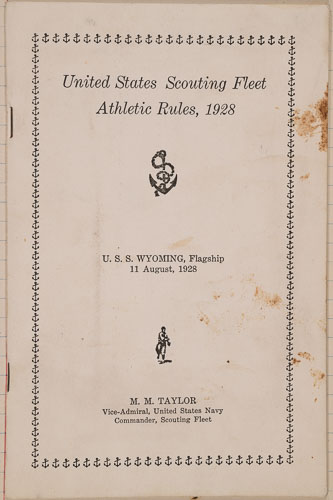 United States Scouting Fleet
Athletic Rules, 1928
U. S. S. WYOMING, Flagship
11 August, 1928
M. M. TAYLOR
Vice-Admiral, United States Navy
Commander, Scouting Fleet